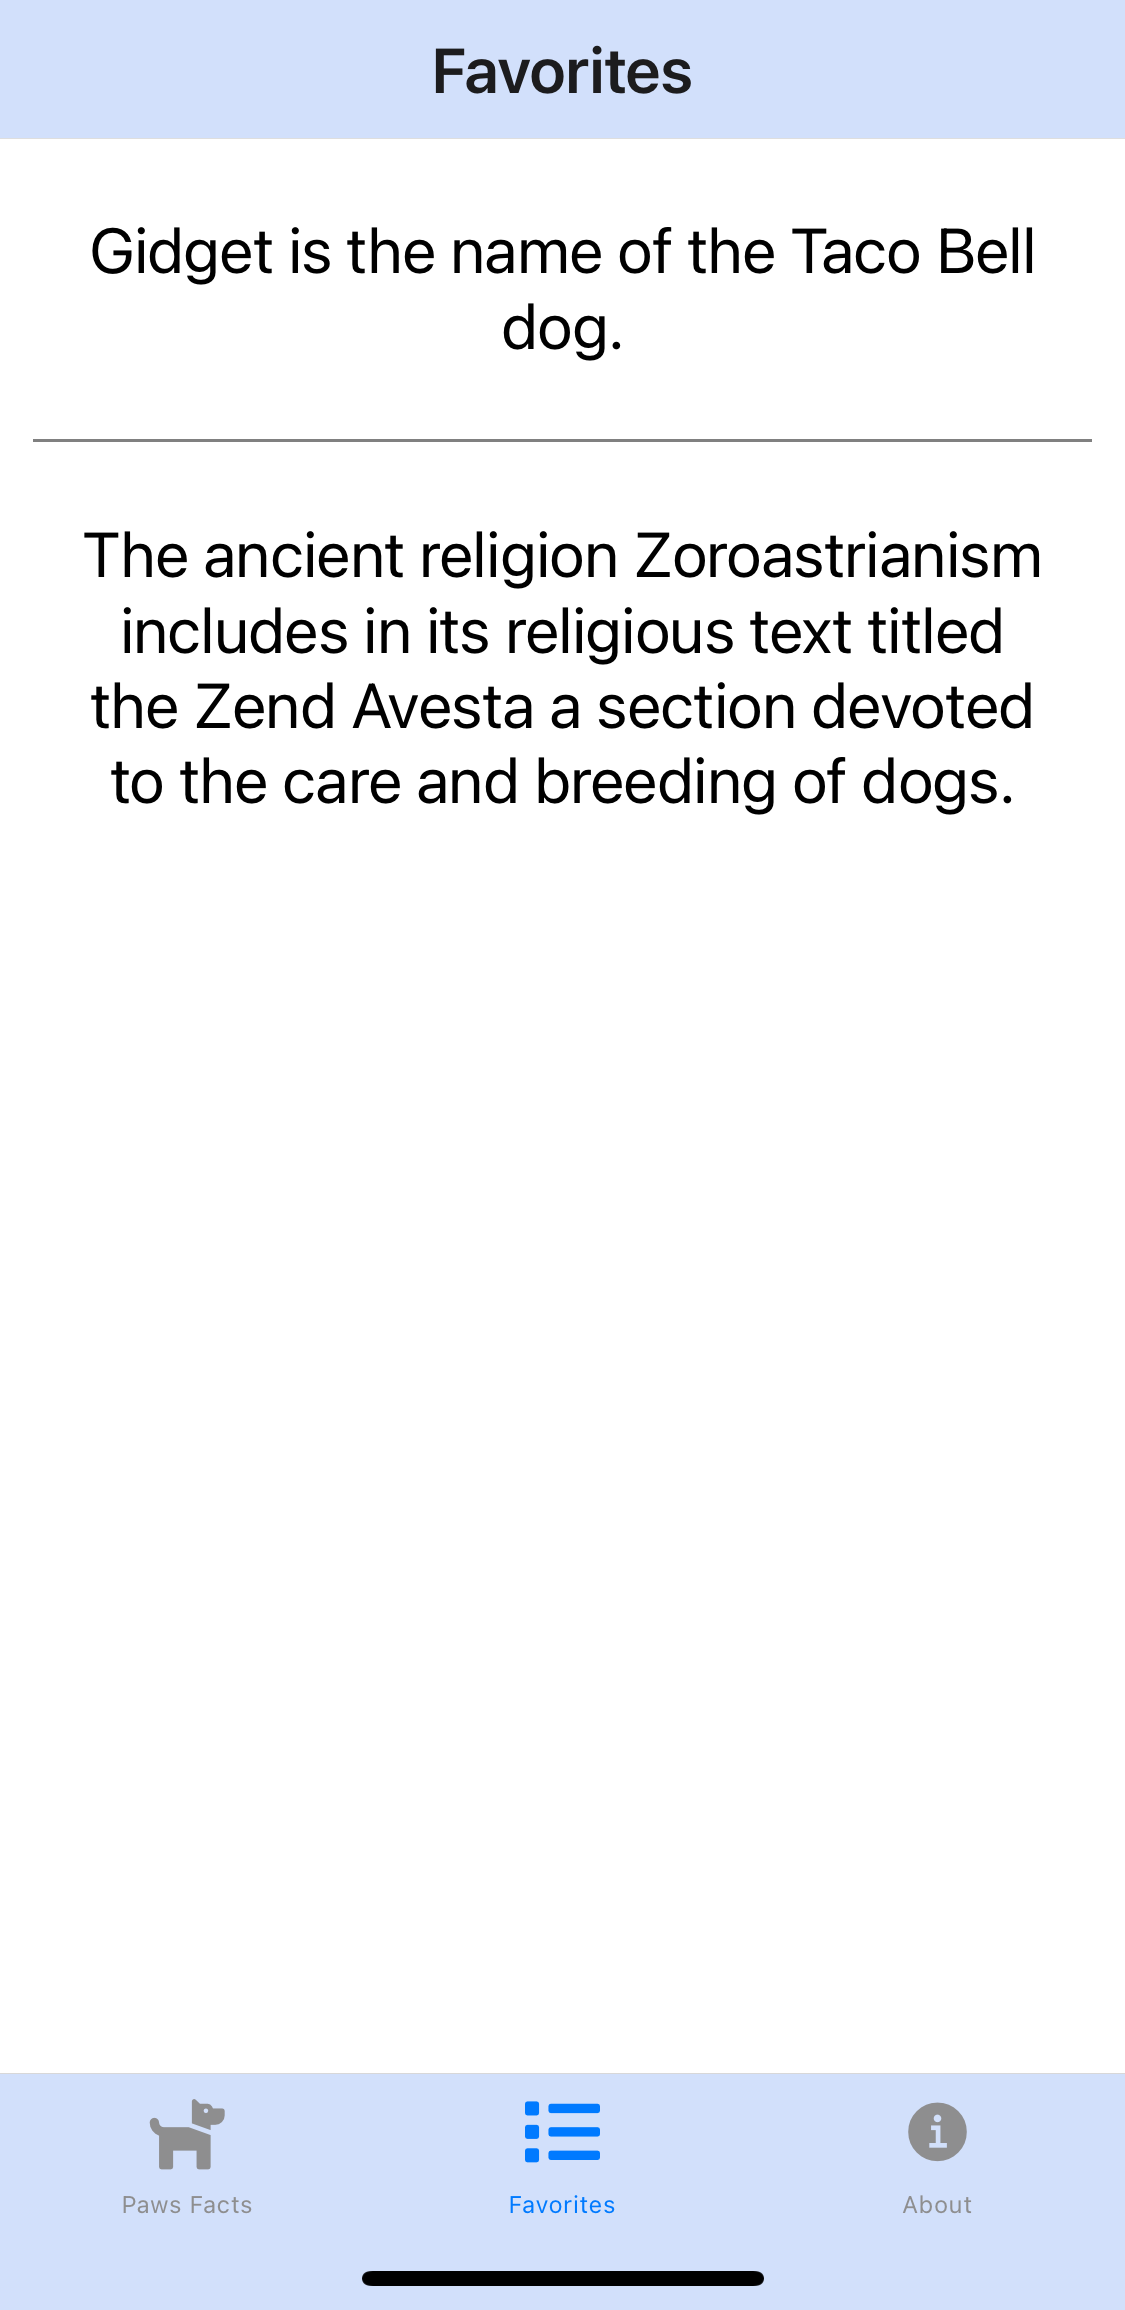 Favorites
Gidget is the name of the Taco Bell
dog.
The ancient religion Zoroastrianism
includes in its religious text titled
the Zend Avesta a section devoted
to the care and breeding of dogs.
Paws Facts
Favorites
About